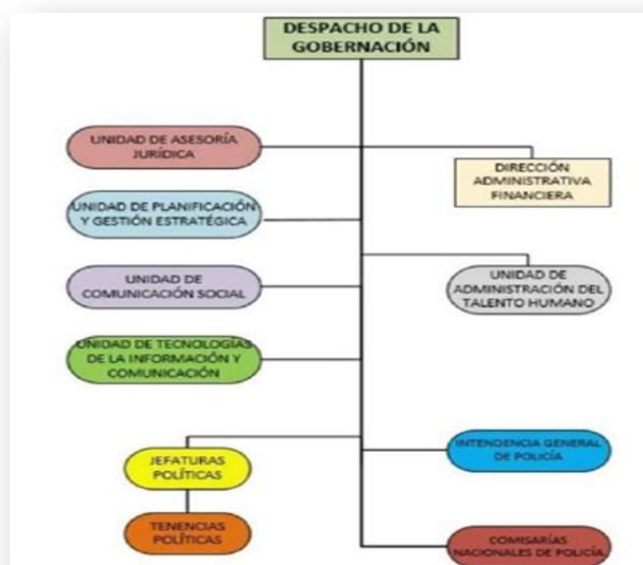 DESPACHO DE LA
GOBERNACIÓN
UNIDAD DE ASESORÍA
JURÍDICA
DIRECCIÓN
ADMINISTRATIVA
FINANCIERA
UNIDAD DE PLANIFICACIÓN
Y GESTIÓN ESTRATÉGICA
UNIDAD DE
COMUNICACIÓN SOCIAL
UNIDAD DE
ADMINISTRACIÓN DEL
TALENTO HUMANO
UNIDAD DE TECNOLOGÍAS
DE LA INFORMACIÓN Y
COMUNICACIÓN
JEFATURAS
POLÍTICAS
INTENDENCIA GENERAL
DE POLICÍA
TENENCIAS
POLÍTICAS
COMISARÍAS
NACIONALES DE POLICÍA